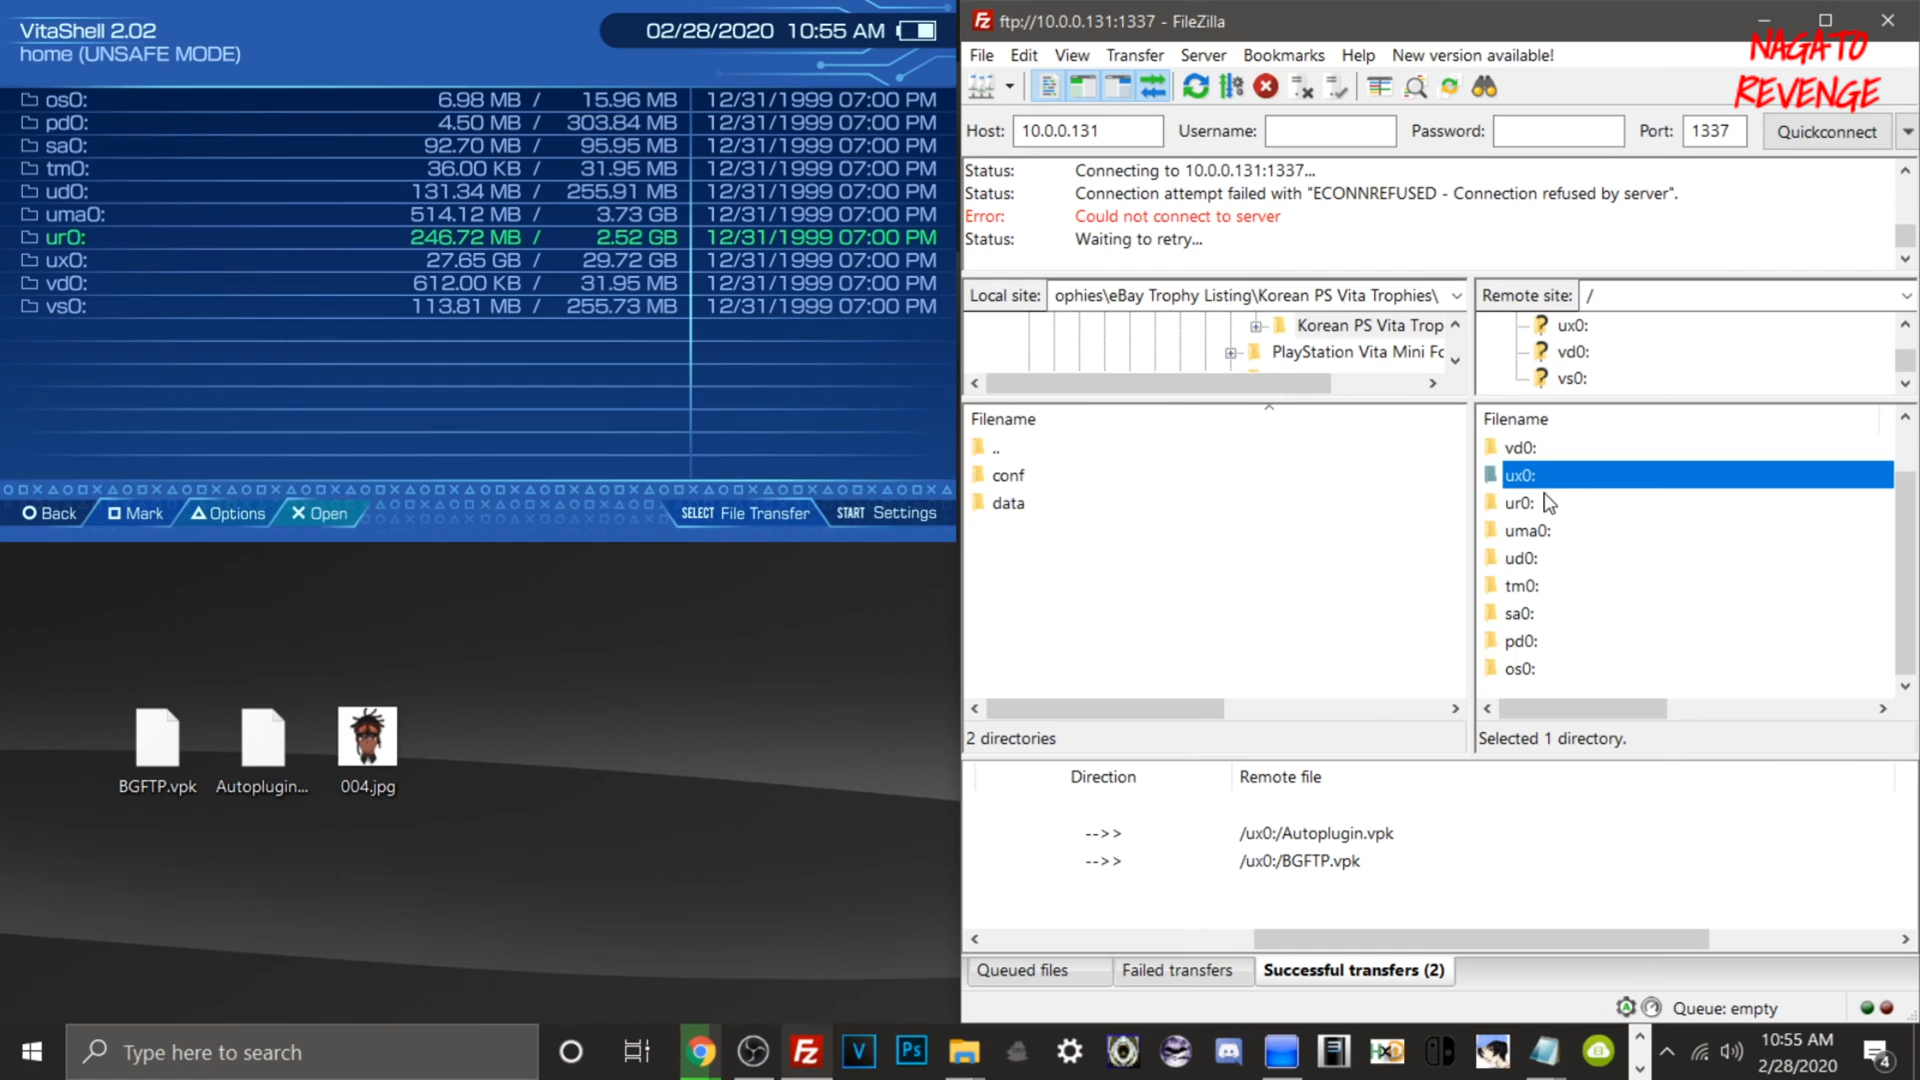 VitaShell 2.02
02/28/2020 10:55 AM
home (UNSAFE MODE)
os0: 6.98 MB / 15.96 MB 12/31/1999 07:00 PM
pd0: 4.50 MB / 303.84 MB 12/31/1999 07:00 PM
sa0: 92.70 MB / 95.95 MB 12/31/1999 07:00 PM
tm0: 36.00 KB / 31.95 MB 12/31/1999 07:00 PM
ud0: 131.34 MB / 255.91 MB 12/31/1999 07:00 PM
uma0: 514.12 MB / 3.73 GB 12/31/1999 07:00 PM
ur0: 246.72 MB / 2.52 GB 12/31/1999 07:00 PM
ux0: 27.65 GB / 29.72 GB 12/31/1999 07:00 PM
vd0: 612.00 KB / 31.95 MB 12/31/1999 07:00 PM
vs0: 113.81 MB / 255.73 MB 12/31/1999 07:00 PM
Back Mark Options Open SELECT File Transfer START Settings
BGFTP.vpk Autoplugin... 004.jpg
ftp://10.0.0.131:1337 - FileZilla
File Edit View Transfer Server Bookmarks Help New version available!
NAGATO
REVENGE
Host: 10.0.0.131 Username: Password: Port: 1337 Quickconnect
Status: Connecting to 10.0.0.131:1337...
Status: Connection attempt failed with "ECONNREFUSED - Connection refused by server".
Error: Could not connect to server
Status: Waiting to retry...
Local site: ophies\eBay Trophy Listing\Korean PS Vita Trophies\
Korean PS Vita Trop
PlayStation Vita Mini Fc
Remote site: /
ux0:
vd0:
vs0:
Filename
..
conf
data
2 directories
Filename
vd0:
ux0:
ur0:
uma0:
ud0:
tm0:
sa0:
pd0:
os0:
Selected 1 directory.
Direction Remote file
-->> /ux0:/Autoplugin.vpk
-->> /ux0:/BGFTP.vpk
Queued files Failed transfers Successful transfers (2)
Queue: empty
Type here to search
10:55 AM
2/28/2020
4